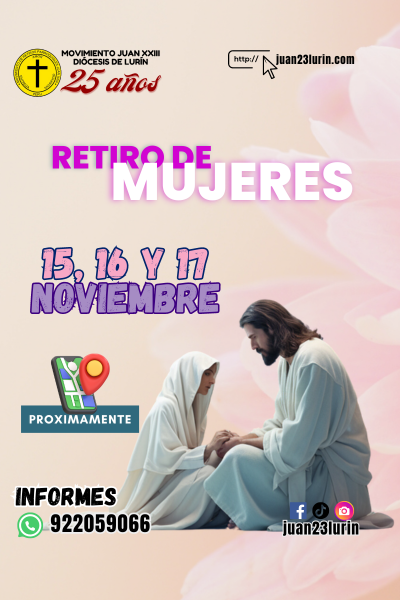 MOVIMIENTO JUAN XXIII
DIÓCESIS DE LURÍN
25 años
http://
juan23lurin.com
RETIRO DE
MUJERES
15, 16 Y 17
NOVIEMBRE
PROXIMAMENTE
INFORMES
922059066
juan23lurin